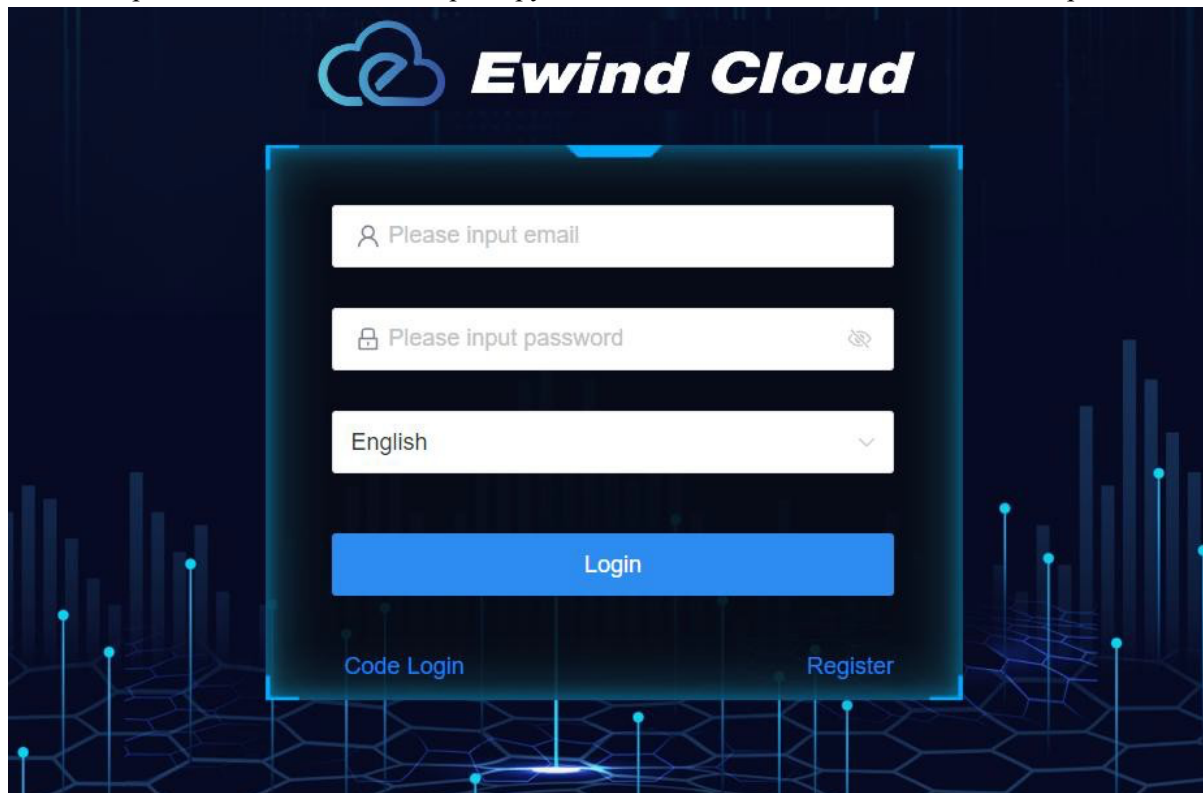 Ewind Cloud
Please input email
Please input password
English
Login
Code Login Register